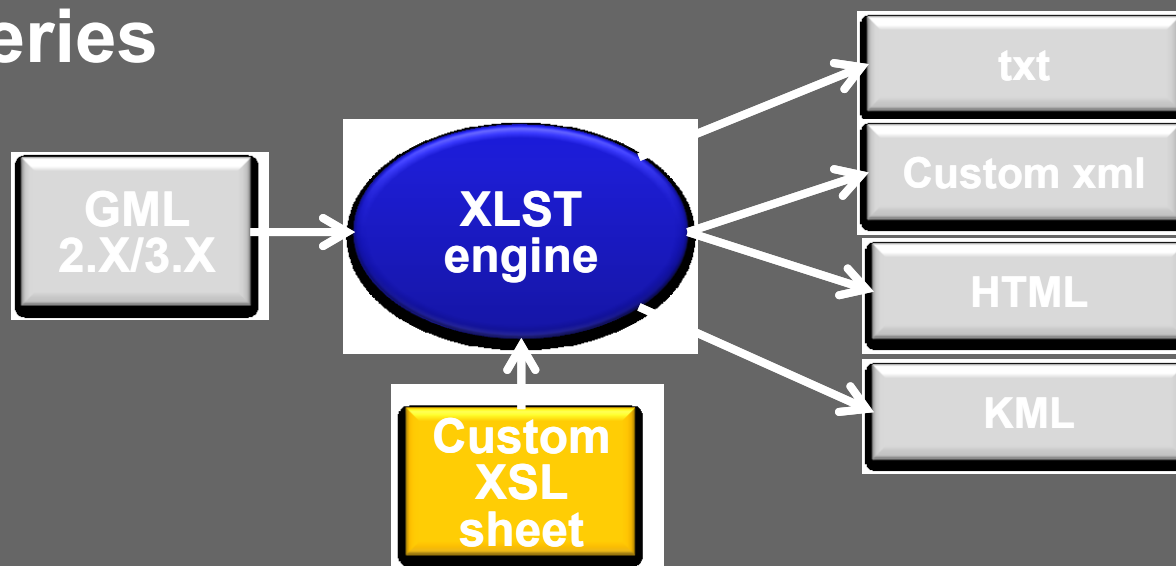 eries
GML
2.X/3.X
XLST
engine
Custom
XSL
sheet
txt
Custom xml
HTML
KML